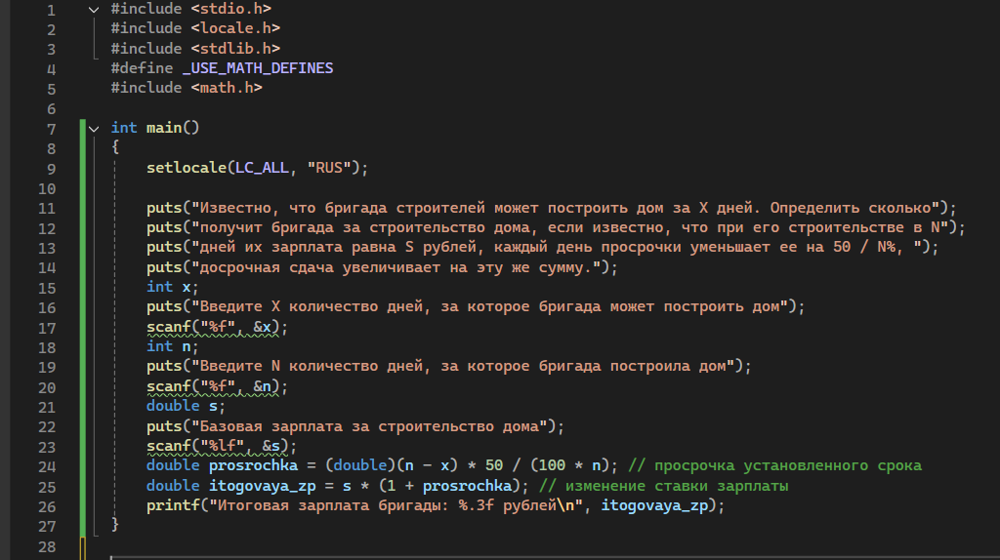 1 #include <stdio.h>
2 #include <locale.h>
3 #include <stdlib.h>
4 #define _USE_MATH_DEFINES
5 #include <math.h>
6
7 int main()
8 {
9 setlocale(LC_ALL, "RUS");
10
11 puts("Известно, что бригада строителей может построить дом за X дней. Определить сколько");
12 puts("получит бригада за строительство дома, если известно, что при его строительстве в N");
13 puts("дней их зарплата равна S рублей, каждый день просрочки уменьшает ее на 50 / N%, ");
14 puts("досрочная сдача увеличивает на эту же сумму.");
15 int x;
16 puts("Введите X количество дней, за которое бригада может построить дом");
17 scanf("%f", &x);
18 int n;
19 puts("Введите N количество дней, за которое бригада построила дом");
20 scanf("%f", &n);
21 double s;
22 puts("Базовая зарплата за строительство дома");
23 scanf("%lf", &s);
24 double prosrochka = (double)(n - x) * 50 / (100 * n); // просрочка установленного срока
25 double itogovaya_zp = s * (1 + prosrochka); // изменение ставки зарплаты
26 printf("Итоговая зарплата бригады: %.3f рублей\n", itogovaya_zp);
27 }
28